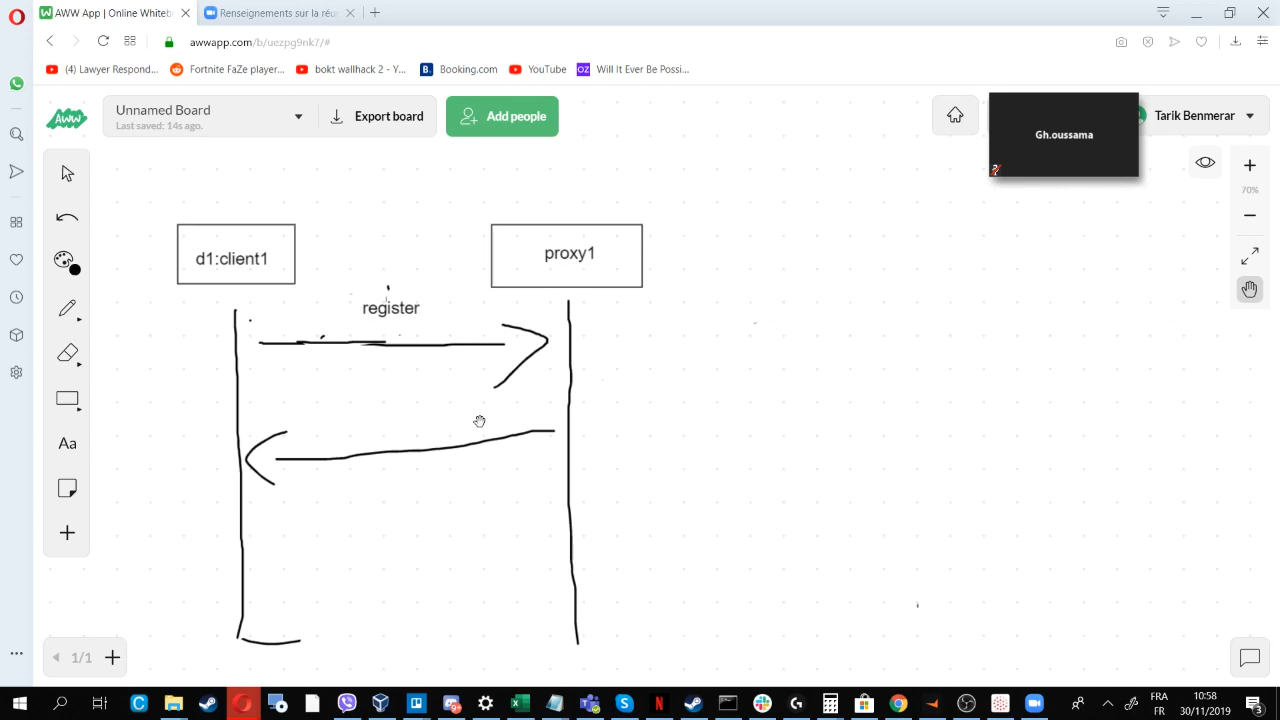 AWW App | Online Whiteb
Renseignements sur la réu
awwapp.com/b/uezpg9nk7/#
(4) Lawyer Respond...
Fortnite FaZe player...
bokt wallhack 2 - Y...
B.
Booking.com
YouTube
OZ
Will It Ever Be Possi...
AWW
Unnamed Board
Last saved: 14s ago.
Export board
Add people
Gh.oussama
Tarik Benmerar
70%
d1:client1
proxy1
register
Aa
1/1
FRA
FR
10:58
30/11/2019
3